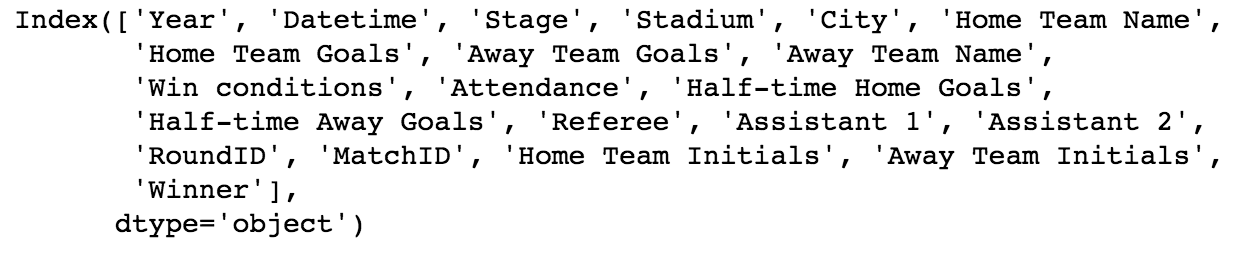 Index(['Year', 'Datetime', 'Stage', 'Stadium', 'City', 'Home Team Name',
'Home Team Goals', 'Away Team Goals', 'Away Team Name',
'Win conditions', 'Attendance', 'Half-time Home Goals',
'Half-time Away Goals', 'Referee', 'Assistant 1', 'Assistant 2',
'RoundID', 'MatchID', 'Home Team Initials', 'Away Team Initials',
'Winner'],
dtype='object')